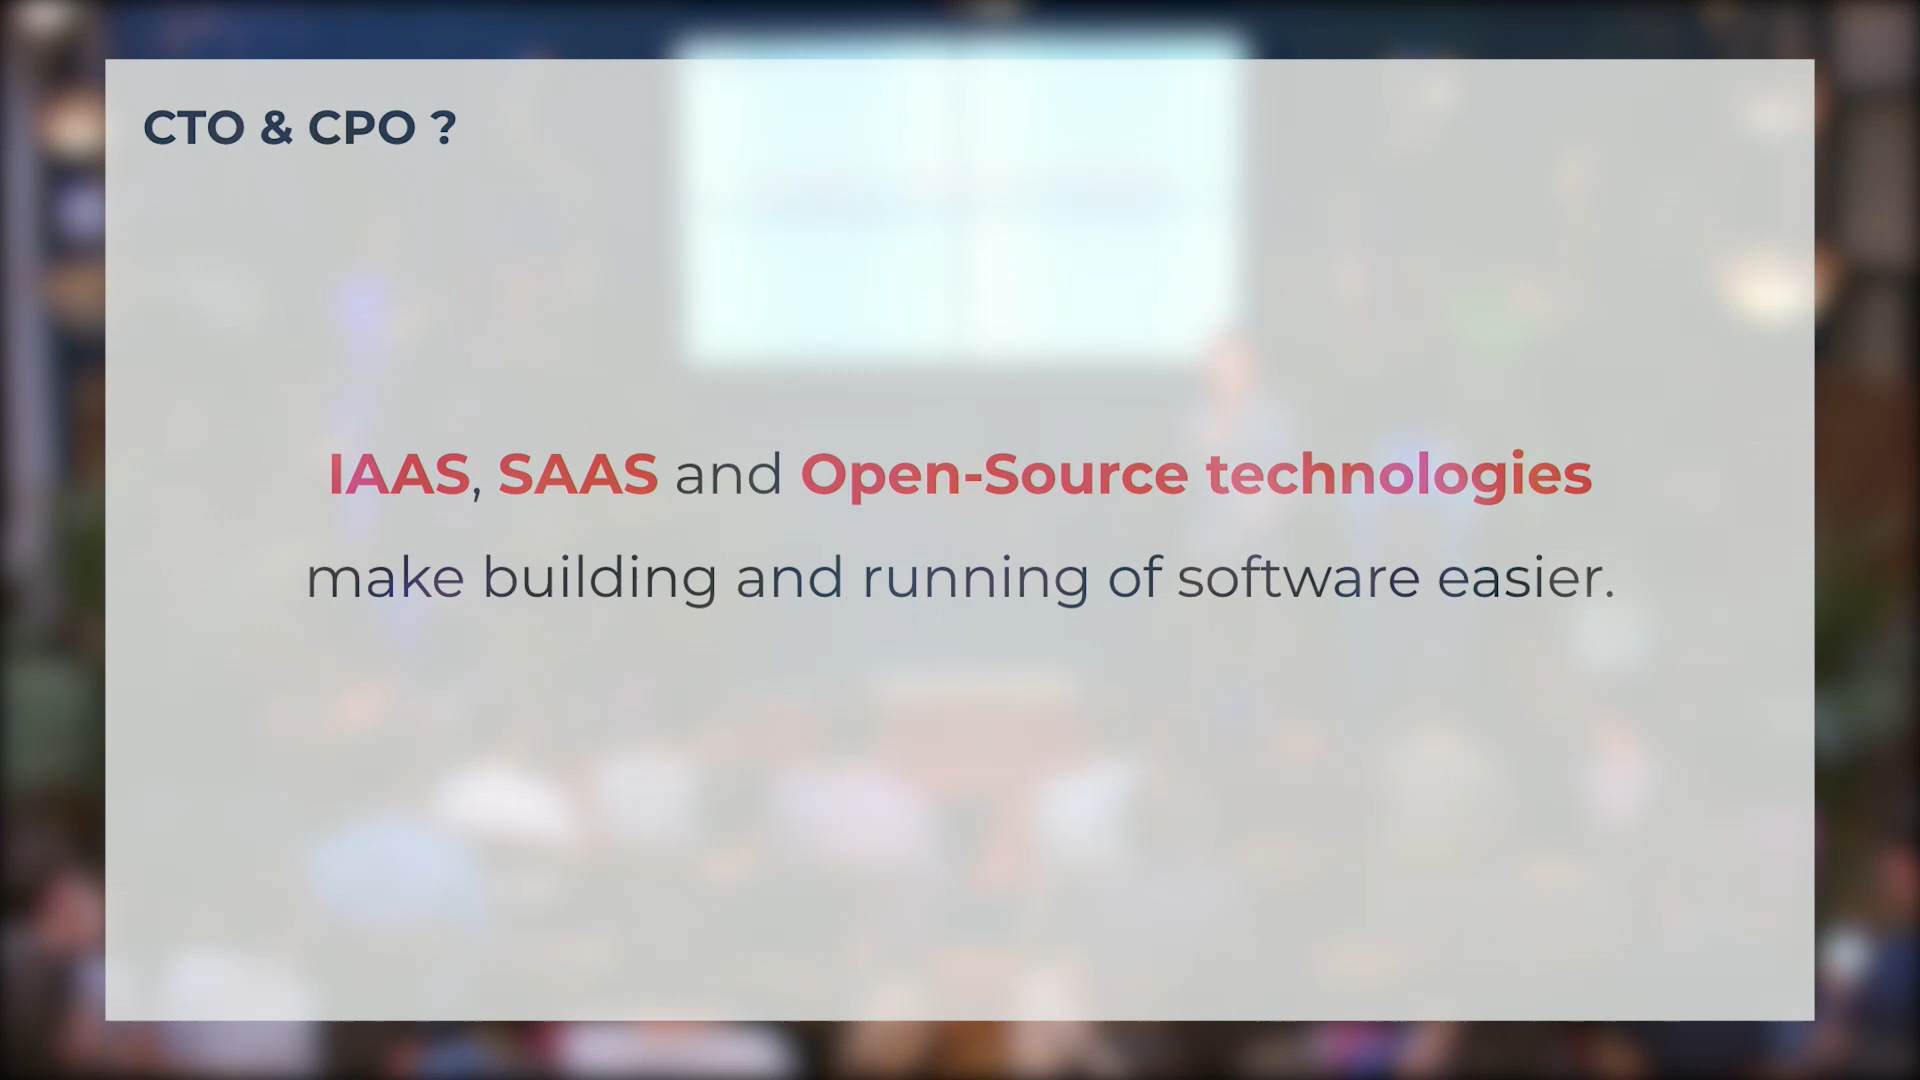 CTO & CPO ?
IAAS, SAAS and Open-Source technologies
make building and running of software easier.